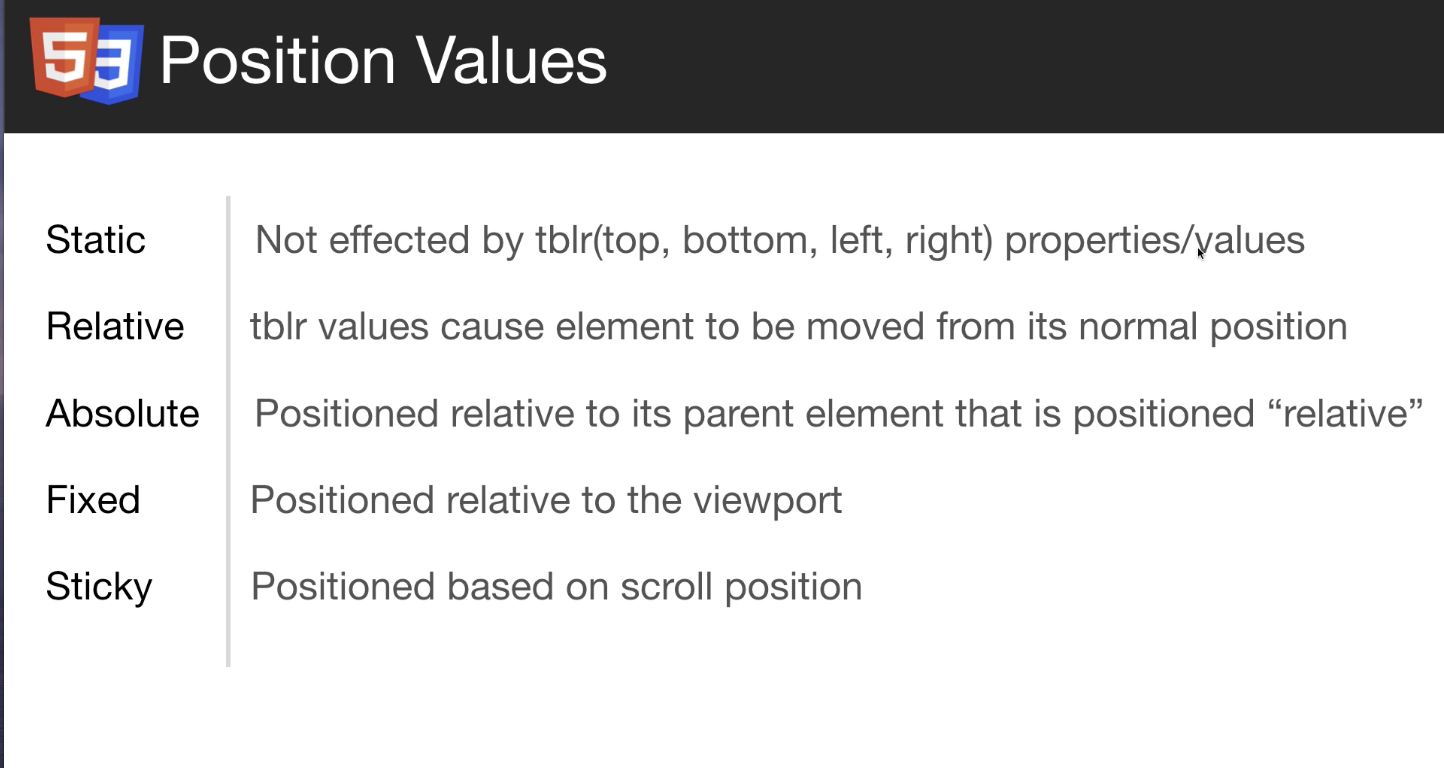 5 3 Position Values
Static Not effected by tblr(top, bottom, left, right) properties/values
Relative tblr values cause element to be moved from its normal position
Absolute Positioned relative to its parent element that is positioned “relative”
Fixed Positioned relative to the viewport
Sticky Positioned based on scroll position